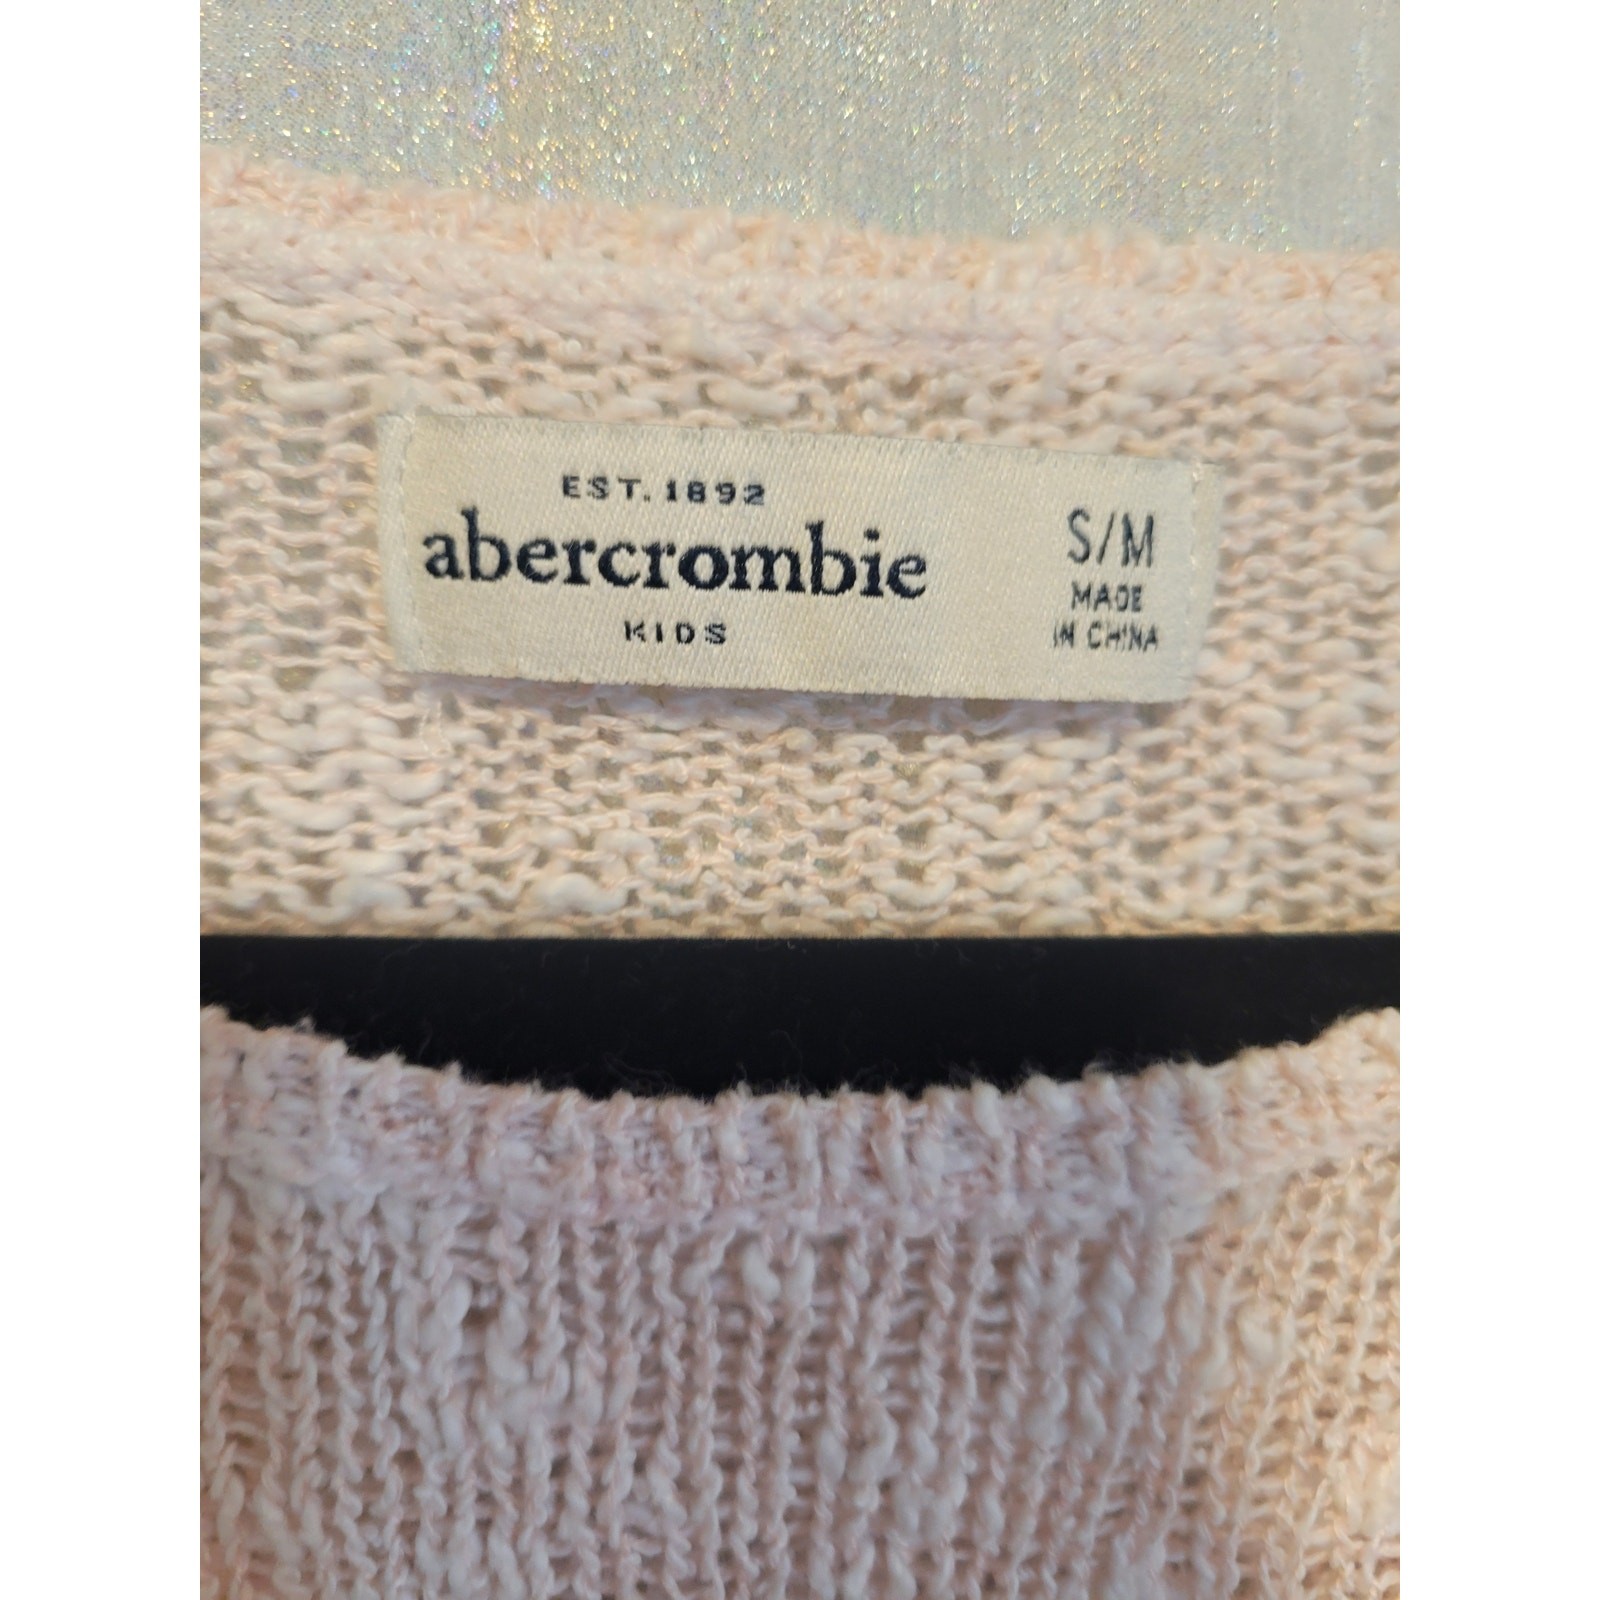 EST. 1892
abercrombie
KIDS
S/M
MADE
IN CHINA